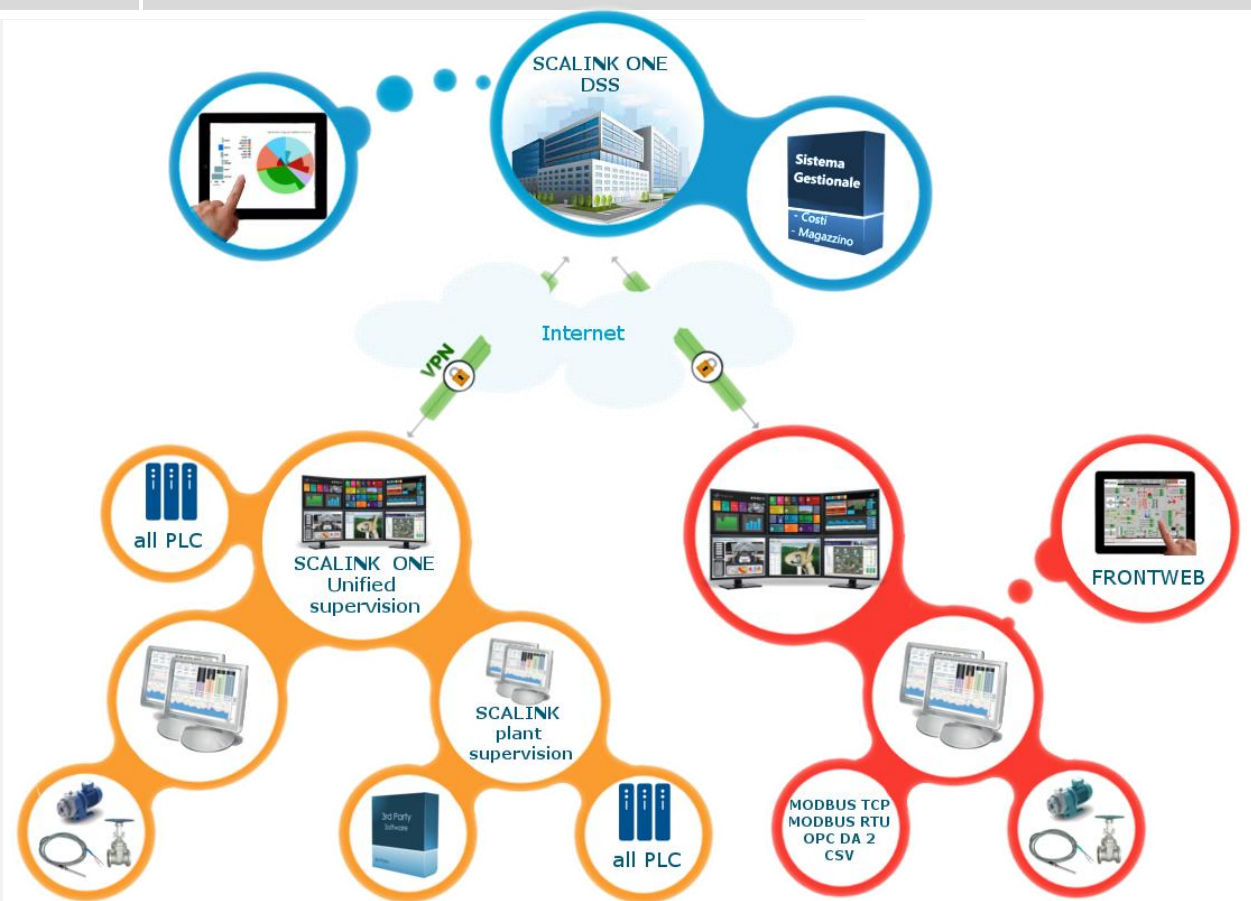 SCALINK ONE
DSS
Sistema
Gestionale
- Costi
- Magazzino
Internet
VPN
all PLC
SCALINK ONE
Unified
supervision
FRONTWEB
SCALINK
plant
supervision
3rd Party
Software
all PLC
MODBUS TCP
MODBUS RTU
OPC DA 2
CSV